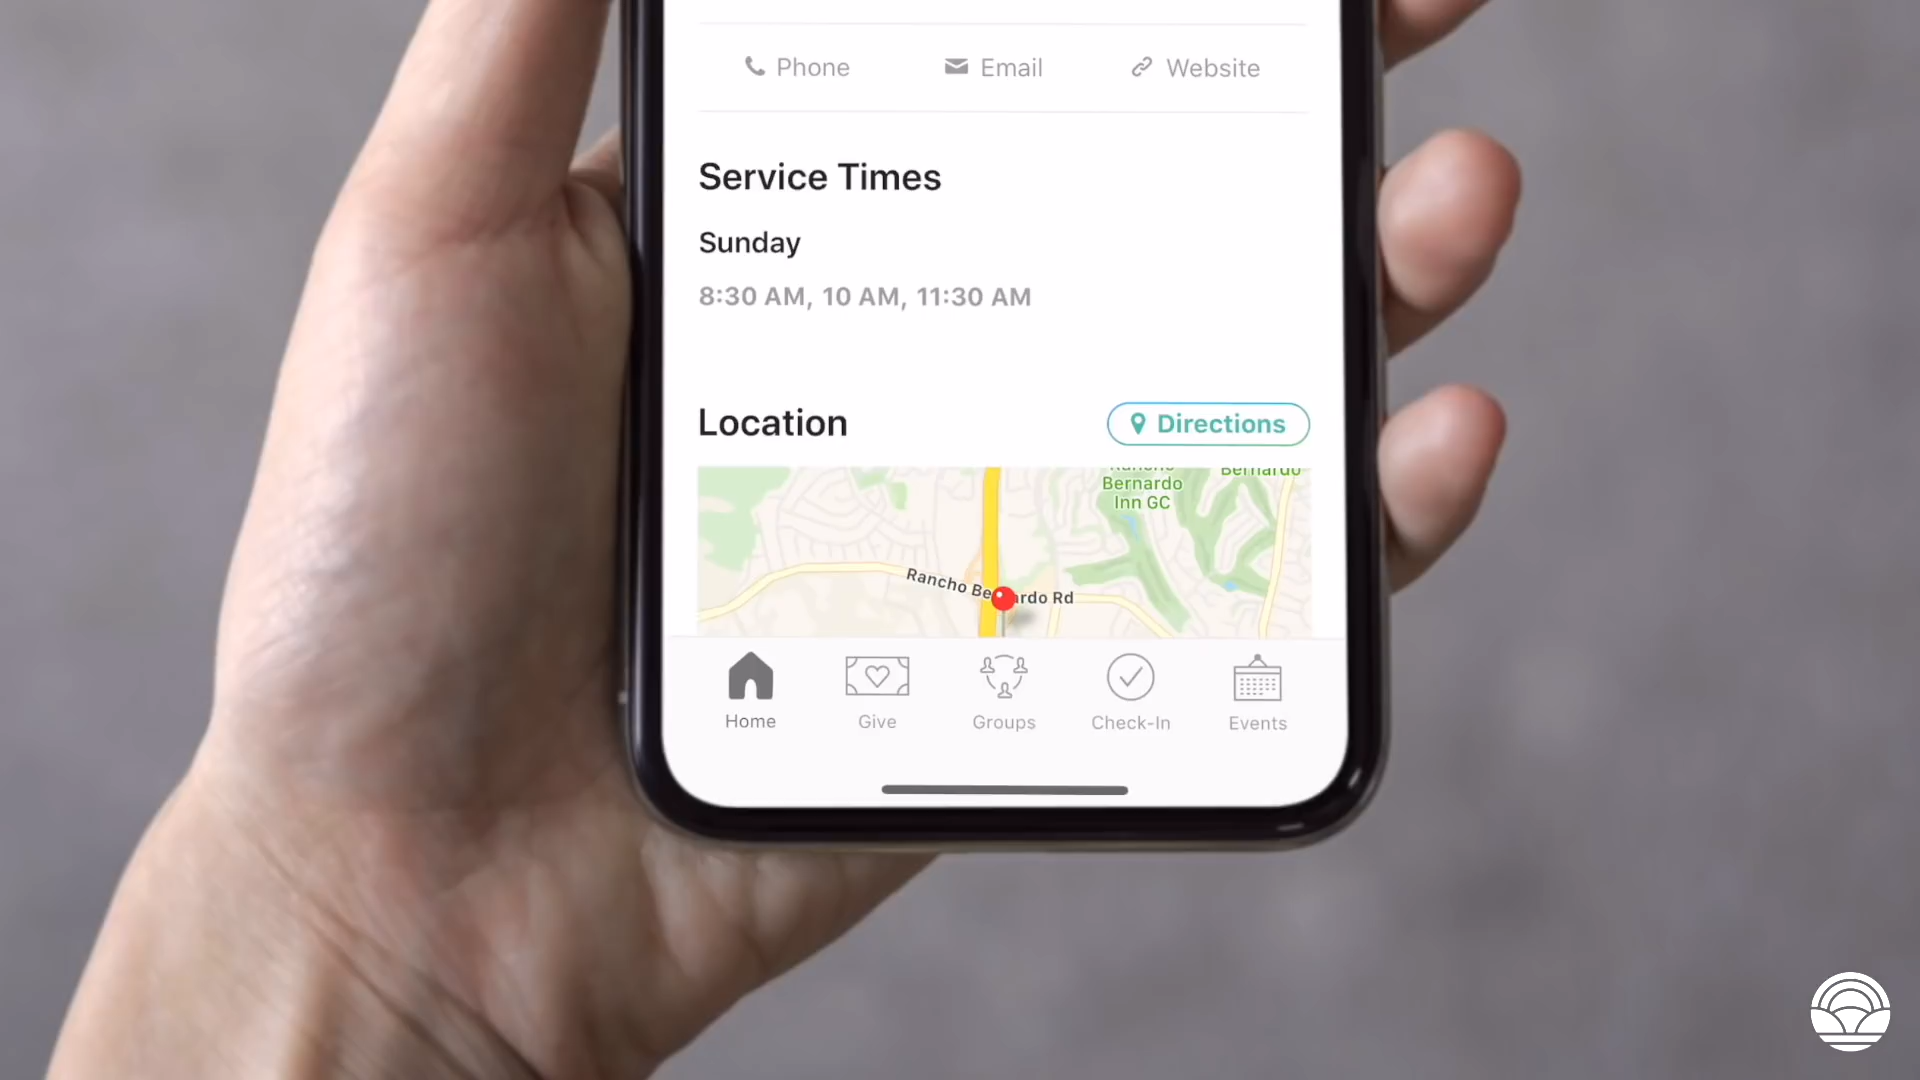 Phone
Email
Website
Service Times
Sunday
8:30 AM, 10 AM, 11:30 AM
Location
Directions
Bernardo
Inn GC
Bernardo
Rancho Be
rdo Rd
Home
Give
Groups
Check-In
Events